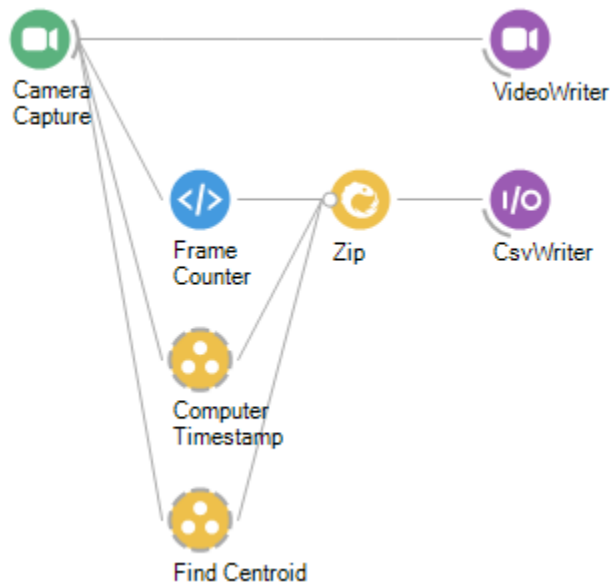 Camera
Capture
VideoWriter
</>
Frame
Counter
Zip
I/O
CsvWriter
Computer
Timestamp
Find Centroid